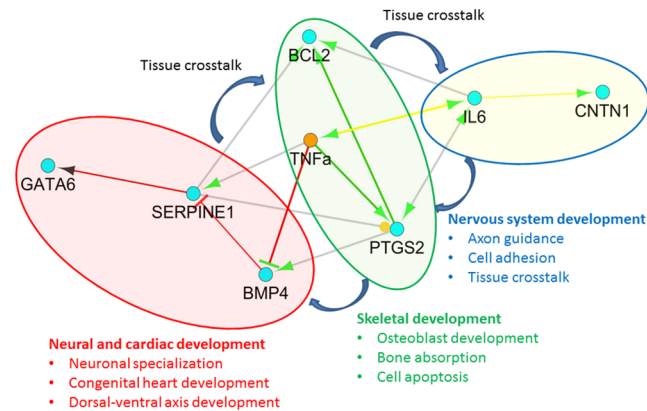 Tissue crosstalk
BCL2
Tissue crosstalk
IL6
CNTN1
TNFa
GATA6
SERPINE1
PTGS2
BMP4
Nervous system development
• Axon guidance
• Cell adhesion
• Tissue crosstalk
Skeletal development
• Osteoblast development
• Bone absorption
• Cell apoptosis
Neural and cardiac development
• Neuronal specialization
• Congenital heart development
• Dorsal-ventral axis development